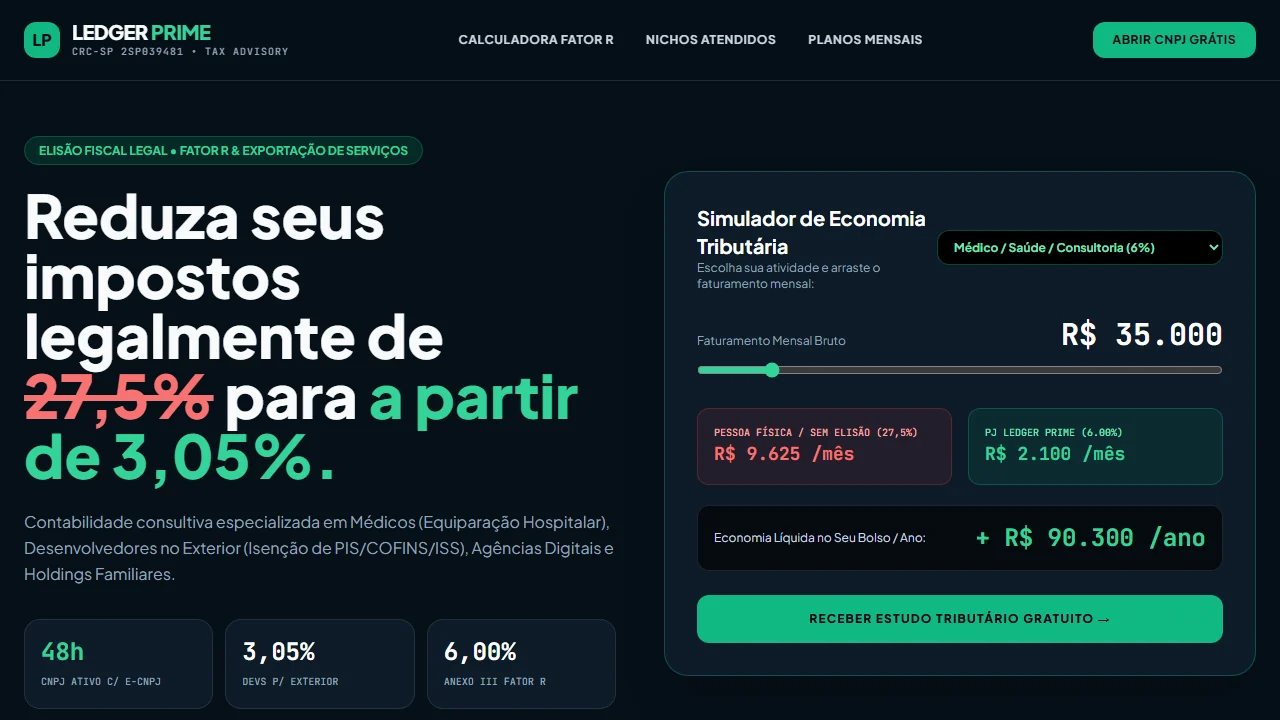 LP
LEDGER PRIME
CRC-SP 2SP039481 • TAX ADVISORY
CALCULADORA FATOR R
NICHOS ATENDIDOS
PLANOS MENSAIS
ABRIR CNPJ GRÁTIS
ELISÃO FISCAL LEGAL • FATOR R & EXPORTAÇÃO DE SERVIÇOS
Reduza seus
impostos
legalmente de
27,5% para a partir
de 3,05%.
Contabilidade consultiva especializada em Médicos (Equiparação Hospitalar),
Desenvolvedores no Exterior (Isenção de PIS/COFINS/ISS), Agências Digitais e
Holdings Familiares.
48h
CNPJ ATIVO C/ E-CNPJ
3,05%
DEVS P/ EXTERIOR
6,00%
ANEXO III FATOR R
Simulador de Economia
Tributária
Escolha sua atividade e arraste o
faturamento mensal:
Médico / Saúde / Consultoria (6%)
Faturamento Mensal Bruto
R$ 35.000
PESSOA FÍSICA / SEM ELISÃO (27,5%)
R$ 9.625 /mês
PJ LEDGER PRIME (6.00%)
R$ 2.100 /mês
Economia Líquida no Seu Bolso / Ano:
+ R$ 90.300 /ano
RECEBER ESTUDO TRIBUTÁRIO GRATUITO →